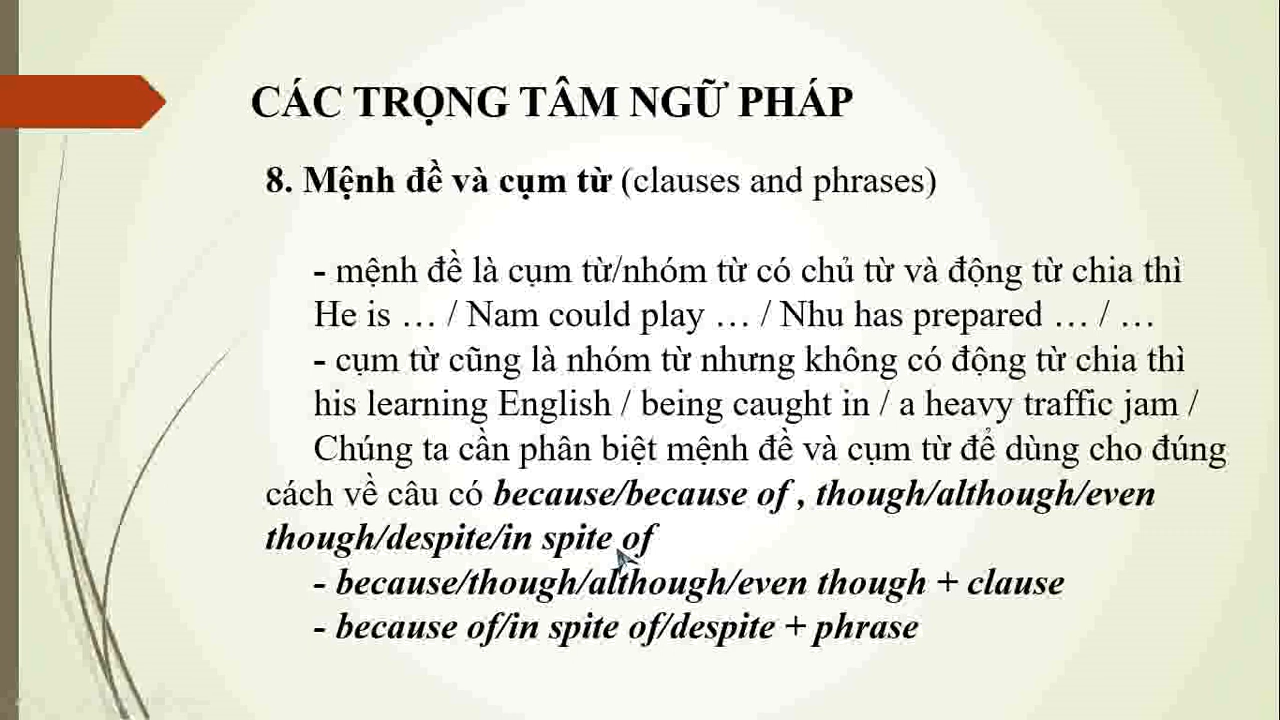 CÁC TRỌNG TÂM NGỮ PHÁP
8. Mệnh đề và cụm từ (clauses and phrases)
- mệnh đề là cụm từ/nhóm từ có chủ từ và động từ chia thì
He is … / Nam could play … / Nhu has prepared … / …
- cụm từ cũng là nhóm từ nhưng không có động từ chia thì
his learning English / being caught in / a heavy traffic jam /
Chúng ta cần phân biệt mệnh đề và cụm từ để dùng cho đúng
cách về câu có because/because of , though/although/even
though/despite/in spite of
- because/though/although/even though + clause
- because of/in spite of/despite + phrase